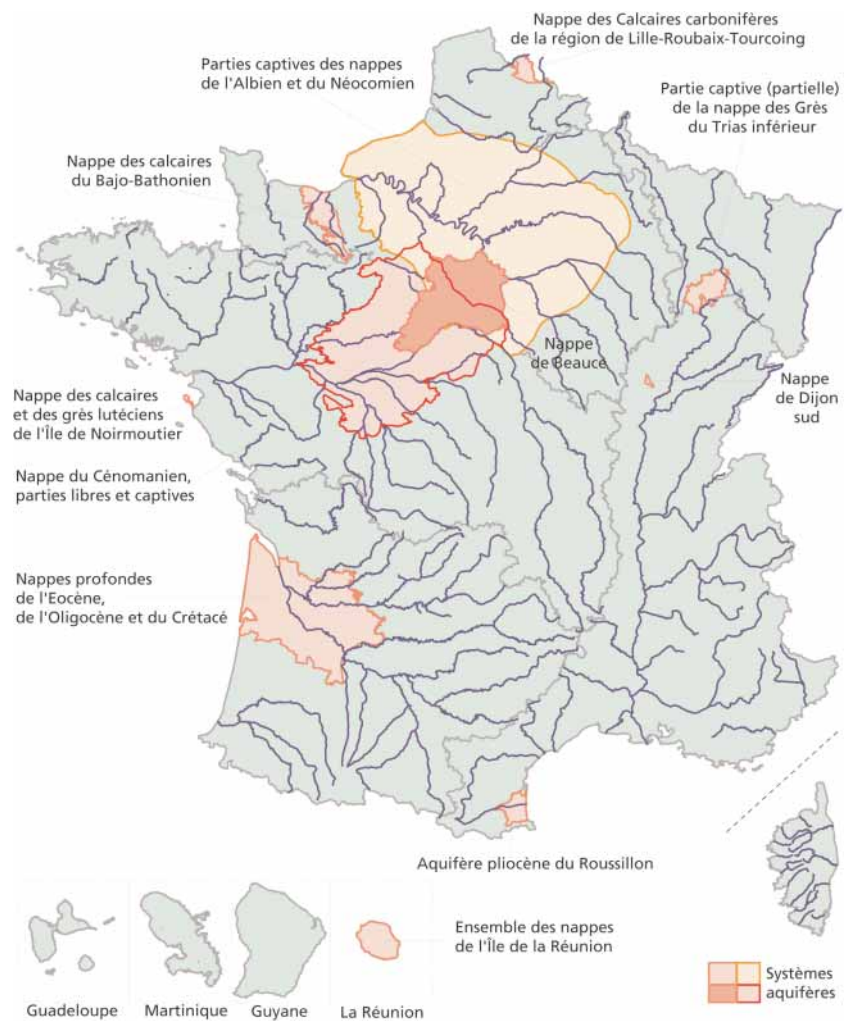 Nappe des Calcaires carbonifères
de la région de Lille-Roubaix-Tourcoing
Parties captives des nappes
de l'Albien et du Néocomien
Partie captive (partielle)
de la nappe des Grès
du Trias inférieur
Nappe des calcaires
du Bajo-Bathonien
Nappe
de Beauce
Nappe
de Dijon
sud
Nappe des calcaires
et des grès lutéciens
de l'Île de Noirmoutier
Nappe du Cénomanien,
parties libres et captives
Nappes profondes
de l'Eocène,
de l'Oligocène et du Crétacé
Aquifère pliocène du Roussillon
Ensemble des nappes
de l'Île de la Réunion
Guadeloupe
Martinique
Guyane
La Réunion
Systèmes
aquifères